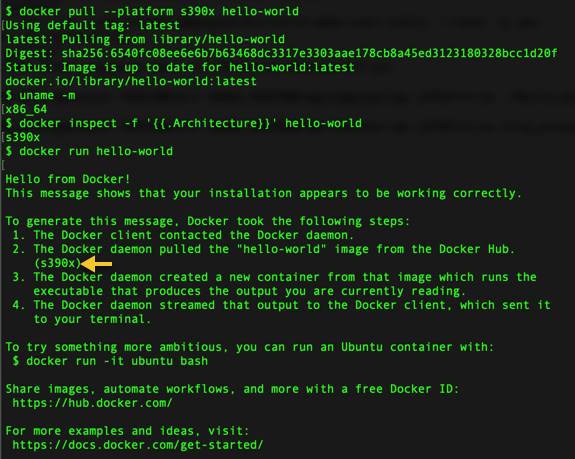 $ docker pull --platform s390x hello-world
Using default tag: latest
latest: Pulling from library/hello-world
Digest: sha256:6540fc08ee6e6b7b63468dc3317e3303aae178cb8a45ed3123180328bcc1d20f
Status: Image is up to date for hello-world:latest
docker.io/library/hello-world:latest
$ uname -m
x86_64
$ docker inspect -f '{{.Architecture}}' hello-world
s390x
$ docker run hello-world
Hello from Docker!
This message shows that your installation appears to be working correctly.
To generate this message, Docker took the following steps:
1. The Docker client contacted the Docker daemon.
2. The Docker daemon pulled the "hello-world" image from the Docker Hub.
(s390x)
3. The Docker daemon created a new container from that image which runs the
executable that produces the output you are currently reading.
4. The Docker daemon streamed that output to the Docker client, which sent it
to your terminal.
To try something more ambitious, you can run an Ubuntu container with:
$ docker run -it ubuntu bash
Share images, automate workflows, and more with a free Docker ID:
https://hub.docker.com/
For more examples and ideas, visit:
https://docs.docker.com/get-started/